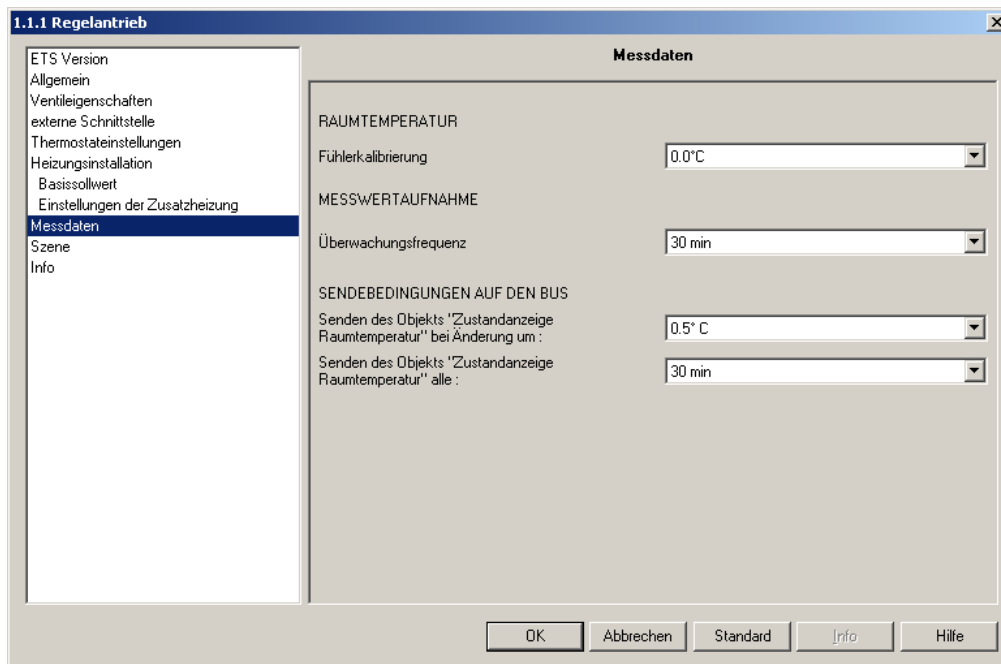 1.1.1 Regelantrieb
ETS Version
Allgemein
Ventileigenschaften
externe Schnittstelle
Thermostateinstellungen
Heizungsinstallation
Basissollwert
Einstellungen der Zusatzheizung
Messdaten
Szene
Info
Messdaten
RAUMTEMPERATUR
Fühlerkalibrierung
0.0°C
MESSWERTAUFNAHME
Überwachungsfrequenz
30 min
SENDEBEDINGUNGEN AUF DEN BUS
Senden des Objekts "Zustandanzeige
Raumtemperatur" bei Änderung um :
0.5° C
Senden des Objekts "Zustandanzeige
Raumtemperatur" alle :
30 min
OK
Abbrechen
Standard
Info
Hilfe